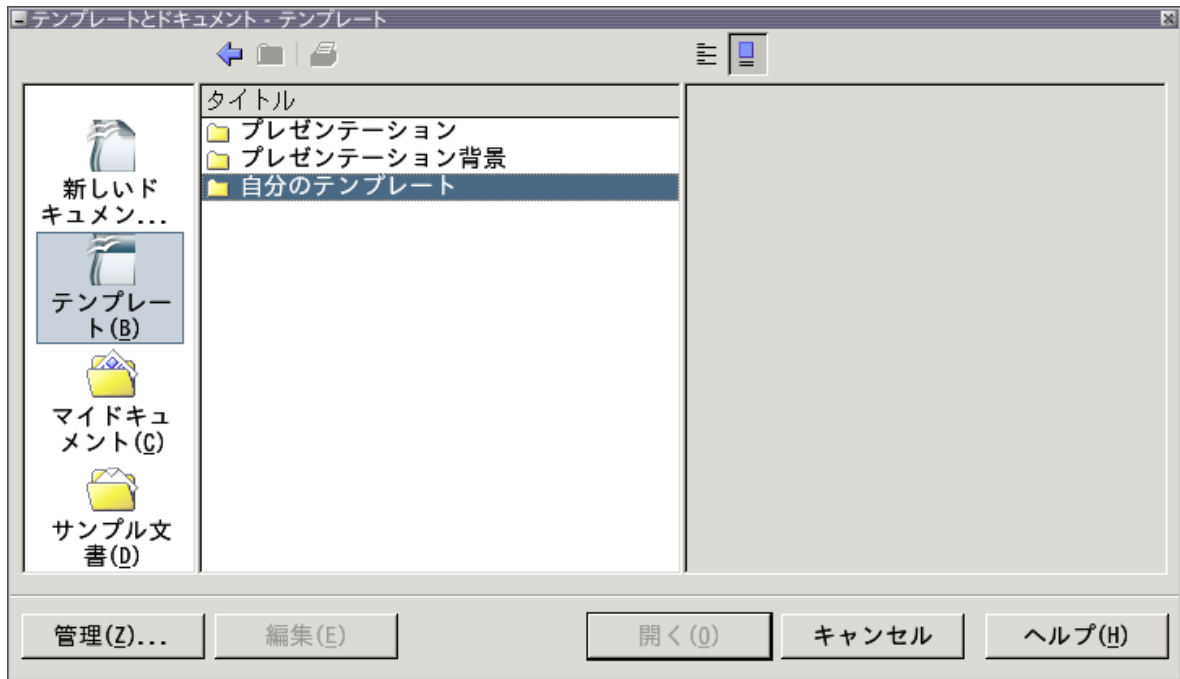 テンプレートとドキュメント - テンプレート
新しいド
キュメン...
テンプレー
ト(B)
マイドキュ
メント(C)
サンプル文
書(D)
タイトル
プレゼンテーション
プレゼンテーション背景
自分のテンプレート
管理(Z)...
編集(E)
開く(O)
キャンセル
ヘルプ(H)